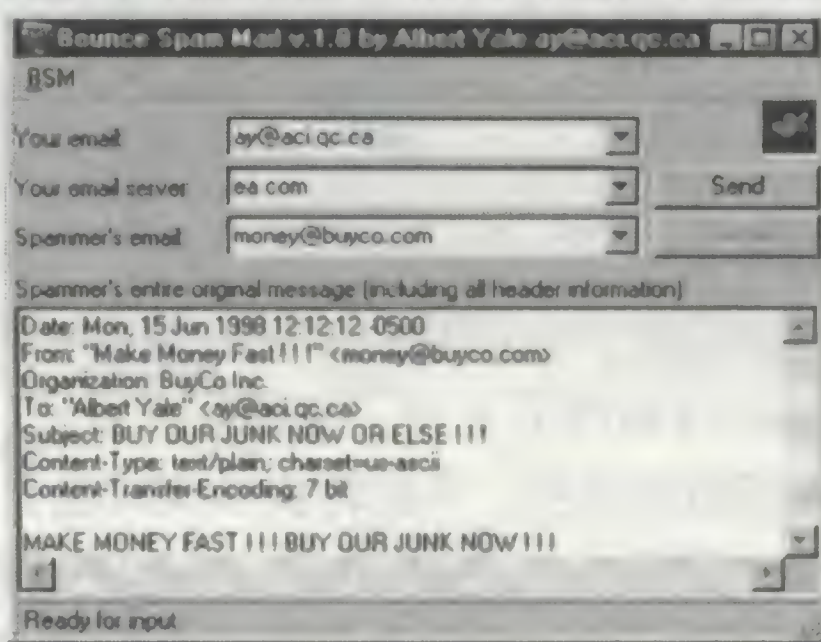 Bounce Spam Mail v.1.8 by Albert Yale ay@aci.qc.ca
BSM
Your email ay@aci.qc.ca
Your email server ea.com Send
Spammer's email money@buyco.com
Spammer's entire original message (including all header information)
Date: Mon, 15 Jun 1998 12:12:12 -0500
From: "Make Money Fast!!!" <money@buyco.com>
Organization: BuyCo Inc.
To: "Albert Yale" <ay@aci.qc.ca>
Subject: BUY OUR JUNK NOW OR ELSE !!!
Content-Type: text/plain; charset=us-ascii
Content-Transfer-Encoding: 7 bit
MAKE MONEY FAST !!! BUY OUR JUNK NOW !!!
Ready for input